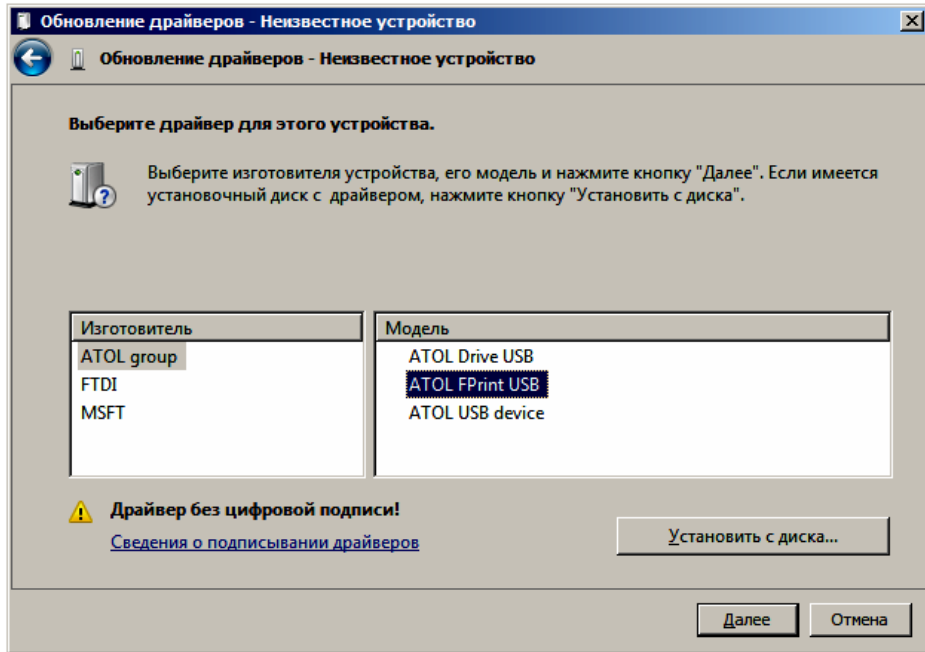 Обновление драйверов - Неизвестное устройство
Обновление драйверов - Неизвестное устройство
Выберите драйвер для этого устройства.
Выберите изготовителя устройства, его модель и нажмите кнопку "Далее". Если имеется
установочный диск с драйвером, нажмите кнопку "Установить с диска".
Изготовитель
ATOL group
FTDI
MSFT
Модель
ATOL Drive USB
ATOL FPrint USB
ATOL USB device
Драйвер без цифровой подписи!
Сведения о подписывании драйверов
Установить с диска...
Далее
Отмена